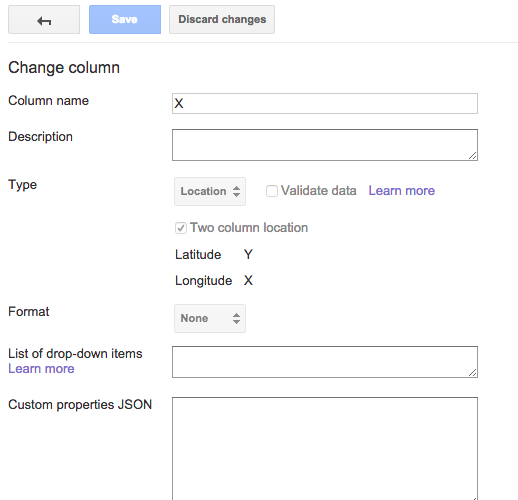 Save
Discard changes
Change column
Column name
X
Description
Type
Location
Validate data
Learn more
Two column location
Latitude Y
Longitude X
Format
None
List of drop-down items
Learn more
Custom properties JSON